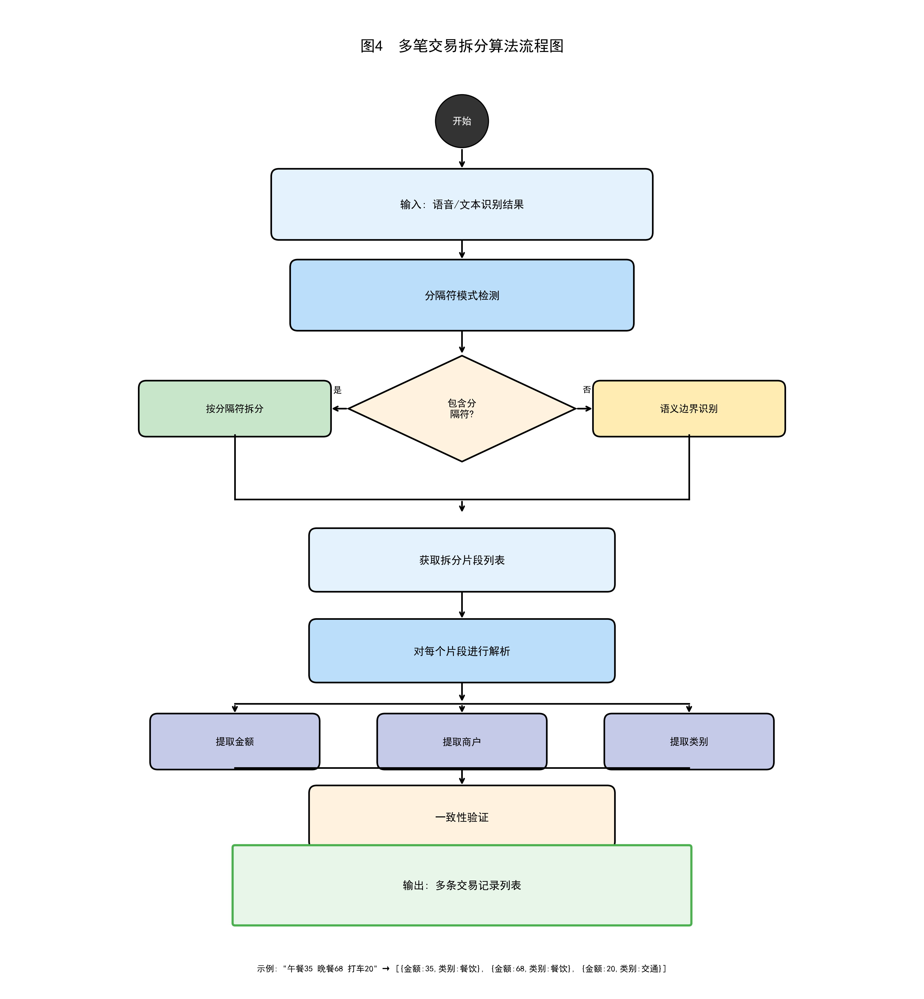 图4 多笔交易拆分算法流程图
开始
输入: 语音/文本识别结果
分隔符模式检测
是
否
按分隔符拆分
包含分
隔符?
语义边界识别
获取拆分片段列表
对每个片段进行解析
提取金额
提取商户
提取类别
一致性验证
输出: 多条交易记录列表
示例: "午餐35 晚餐68 打车20" → [{金额:35,类别:餐饮}, {金额:68,类别:餐饮}, {金额:20,类别:交通}]